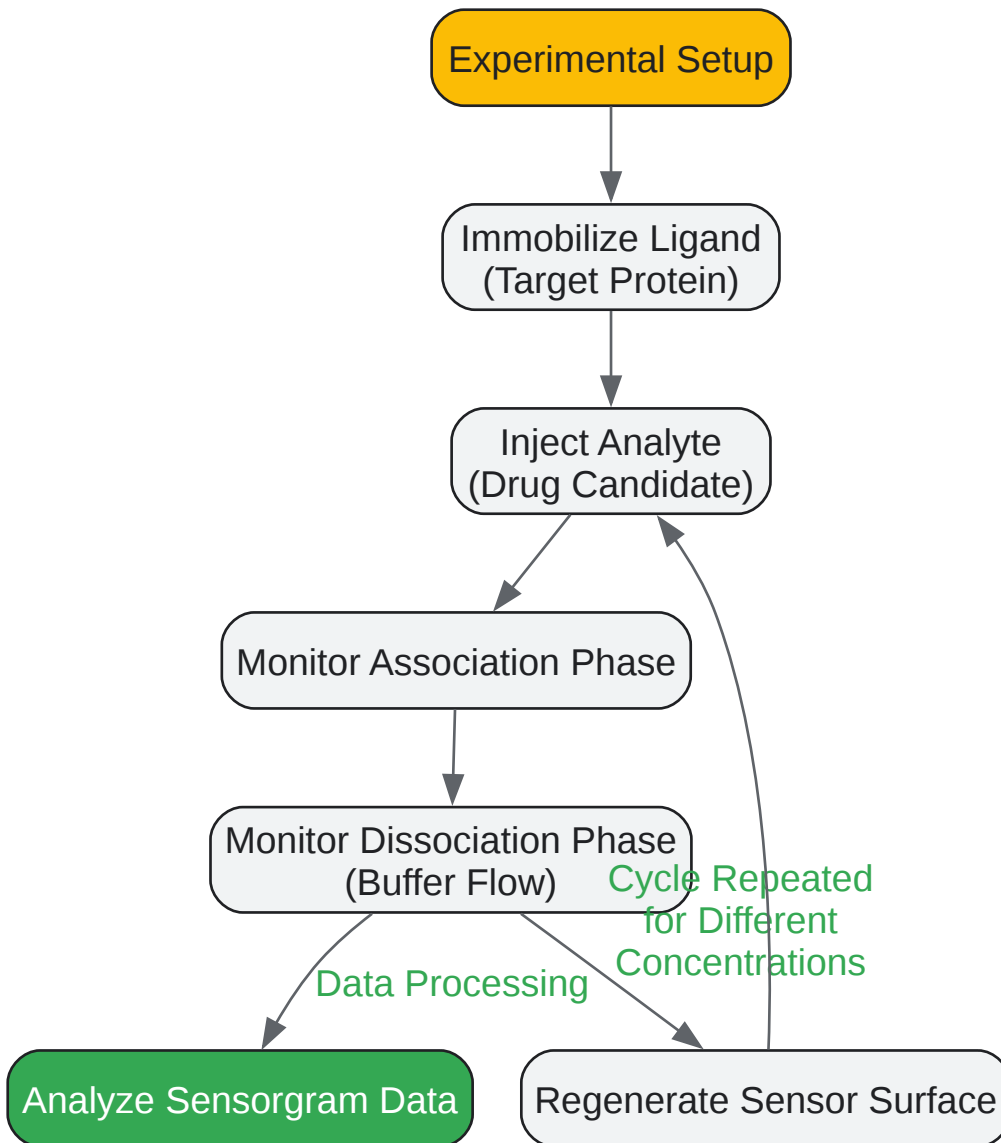 Experimental Setup
Immobilize Ligand
(Target Protein)
Inject Analyte
(Drug Candidate)
Monitor Association Phase
Monitor Dissociation Phase
(Buffer Flow)
Cycle Repeated
for Different
Concentrations
Data Processing
Analyze Sensorgram Data
Regenerate Sensor Surface